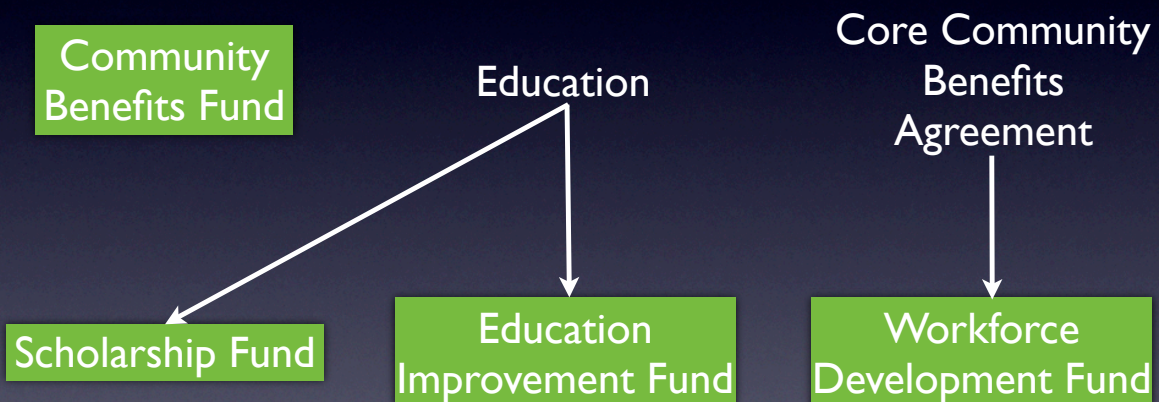 Community
Benefits Fund
Education
Core Community
Benefits
Agreement
Scholarship Fund
Education
Improvement Fund
Workforce
Development Fund